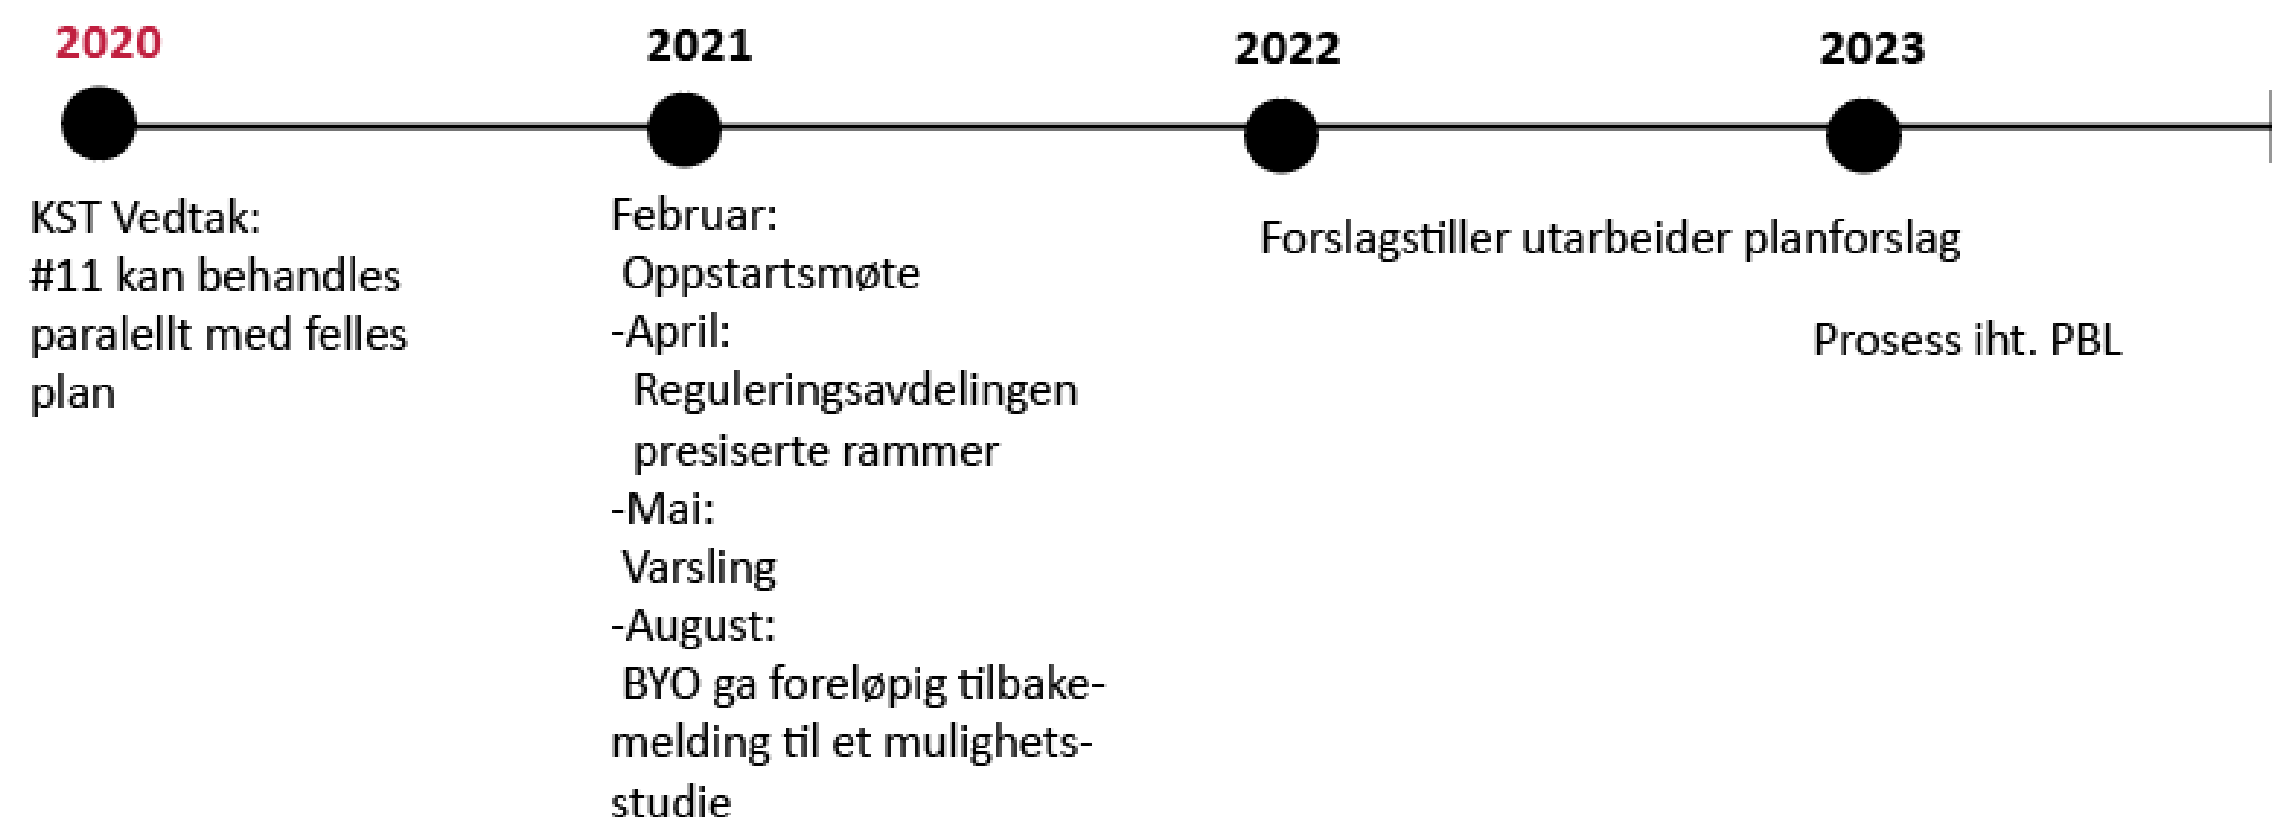 2020
2021
2022
2023
KST Vedtak:
#11 kan behandles
paralellt med felles
plan
Februar:
Oppstartsmøte
-April:
Reguleringsavdelingen
presiserte rammer
-Mai:
Varsling
-August:
BYO ga foreløpig tilbake-
melding til et mulighets-
studie
Forslagstiller utarbeider planforslag
Prosess iht. PBL